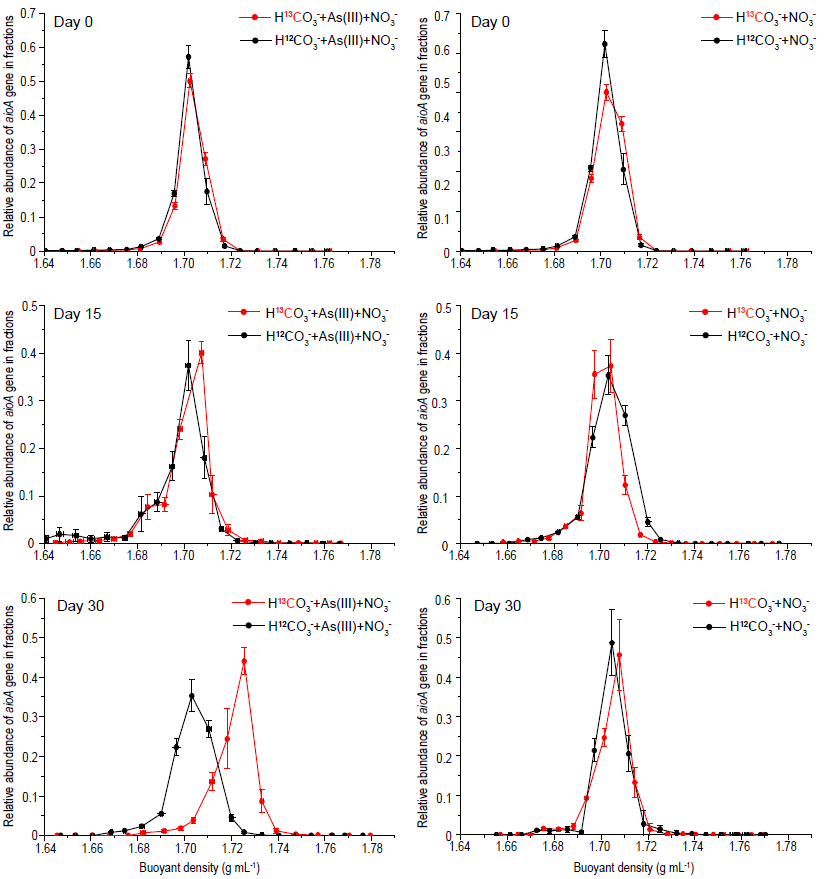 Day 0
H¹³CO₃⁻+As(III)+NO₃⁻
H¹²CO₃⁻+As(III)+NO₃⁻
Relative abundance of aioA gene in fractions
0.7
0.6
0.5
0.4
0.3
0.2
0.1
0
1.64 1.66 1.68 1.70 1.72 1.74 1.76 1.78
Day 0
H¹³CO₃⁻+NO₃⁻
H¹²CO₃⁻+NO₃⁻
Relative abundance of aioA gene in fractions
0.7
0.6
0.5
0.4
0.3
0.2
0.1
0
1.64 1.66 1.68 1.70 1.72 1.74 1.76 1.78
Day 15
H¹³CO₃⁻+As(III)+NO₃⁻
H¹²CO₃⁻+As(III)+NO₃⁻
Relative abundance of aioA gene in fractions
0.5
0.4
0.3
0.2
0.1
0
1.64 1.66 1.68 1.70 1.72 1.74 1.76 1.78
Day 15
H¹³CO₃⁻+NO₃⁻
H¹²CO₃⁻+NO₃⁻
Relative abundance of aioA gene in fractions
0.5
0.4
0.3
0.2
0.1
0
1.64 1.66 1.68 1.70 1.72 1.74 1.76 1.78
Day 30
H¹³CO₃⁻+As(III)+NO₃⁻
H¹²CO₃⁻+As(III)+NO₃⁻
Relative abundance of aioA gene in fractions
0.6
0.5
0.4
0.3
0.2
0.1
0
1.64 1.66 1.68 1.70 1.72 1.74 1.76 1.78
Buoyant density (g mL⁻¹)
Day 30
H¹³CO₃⁻+NO₃⁻
H¹²CO₃⁻+NO₃⁻
Relative abundance of aioA gene in fractions
0.6
0.5
0.4
0.3
0.2
0.1
0
1.64 1.66 1.68 1.70 1.72 1.74 1.76 1.78
Buoyant density (g mL⁻¹)